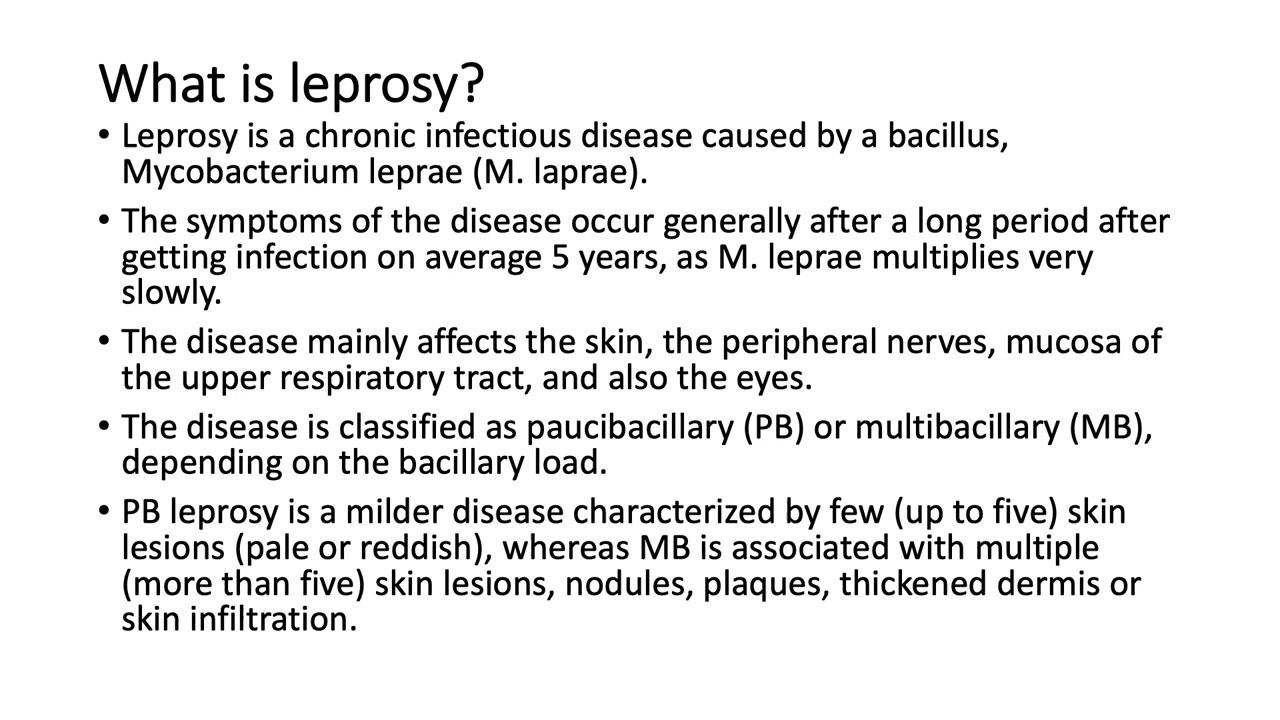 What is leprosy?
• Leprosy is a chronic infectious disease caused by a bacillus,
Mycobacterium leprae (M. laprae).
• The symptoms of the disease occur generally after a long period after
getting infection on average 5 years, as M. leprae multiplies very
slowly.
• The disease mainly affects the skin, the peripheral nerves, mucosa of
the upper respiratory tract, and also the eyes.
• The disease is classified as paucibacillary (PB) or multibacillary (MB),
depending on the bacillary load.
• PB leprosy is a milder disease characterized by few (up to five) skin
lesions (pale or reddish), whereas MB is associated with multiple
(more than five) skin lesions, nodules, plaques, thickened dermis or
skin infiltration.